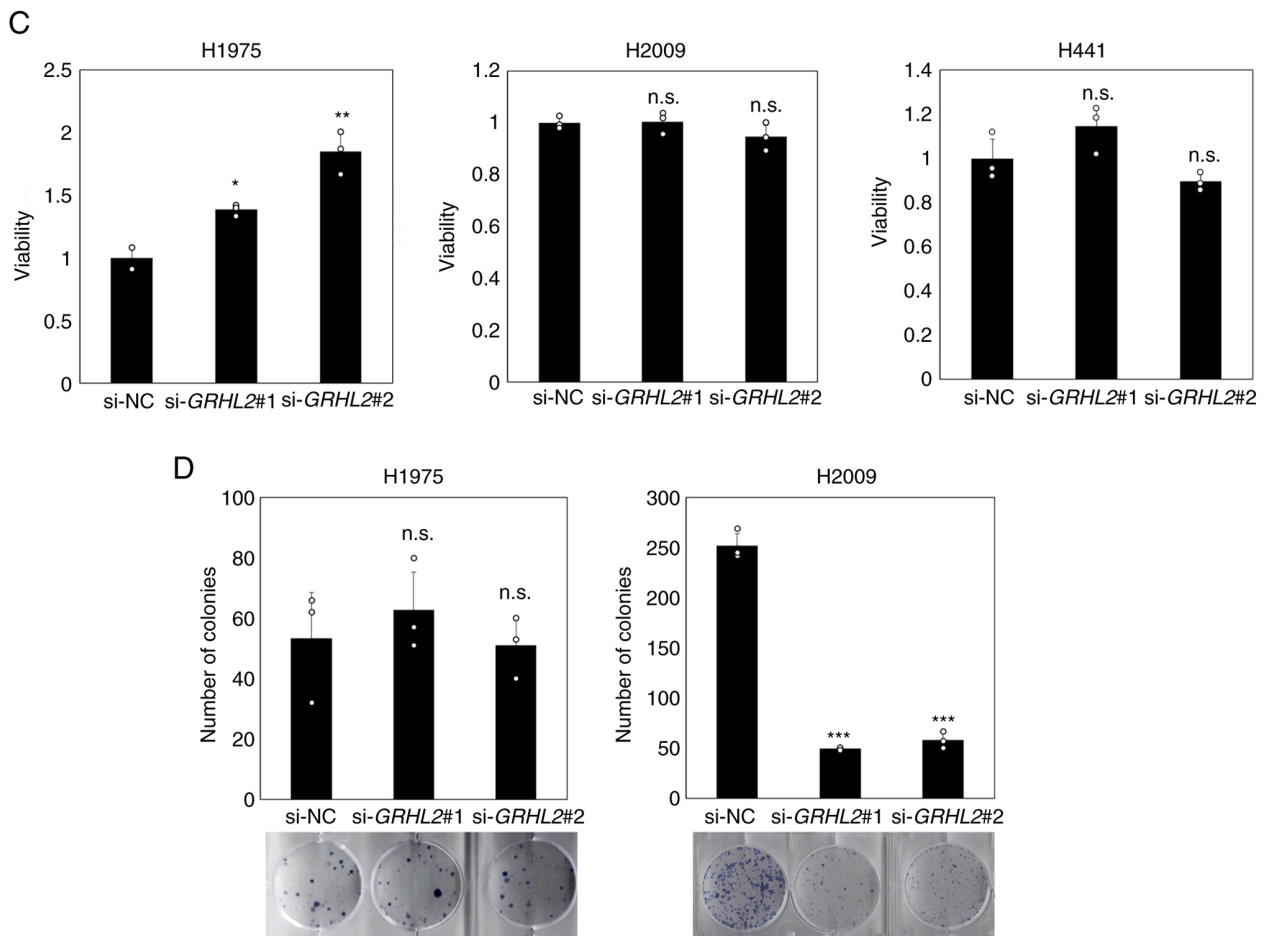 C
H1975
H2009
H441
2.5
2
1.5
1
0.5
0
Viability
*
**
si-NC si-GRHL2#1 si-GRHL2#2
1.2
1
0.8
0.6
0.4
0.2
0
Viability
n.s.
n.s.
si-NC si-GRHL2#1 si-GRHL2#2
1.4
1.2
1
0.8
0.6
0.4
0.2
0
Viability
n.s.
n.s.
si-NC si-GRHL2#1 si-GRHL2#2
D
H1975
H2009
100
80
60
40
20
0
Number of colonies
n.s.
n.s.
si-NC si-GRHL2#1 si-GRHL2#2
300
250
200
150
100
50
0
Number of colonies
***
***
si-NC si-GRHL2#1 si-GRHL2#2